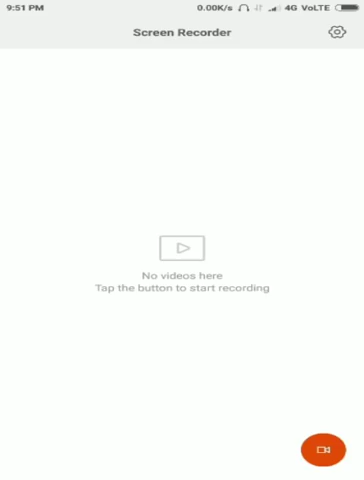 9:51 PM 0.00K/s 4G VoLTE
Screen Recorder
No videos here
Tap the button to start recording